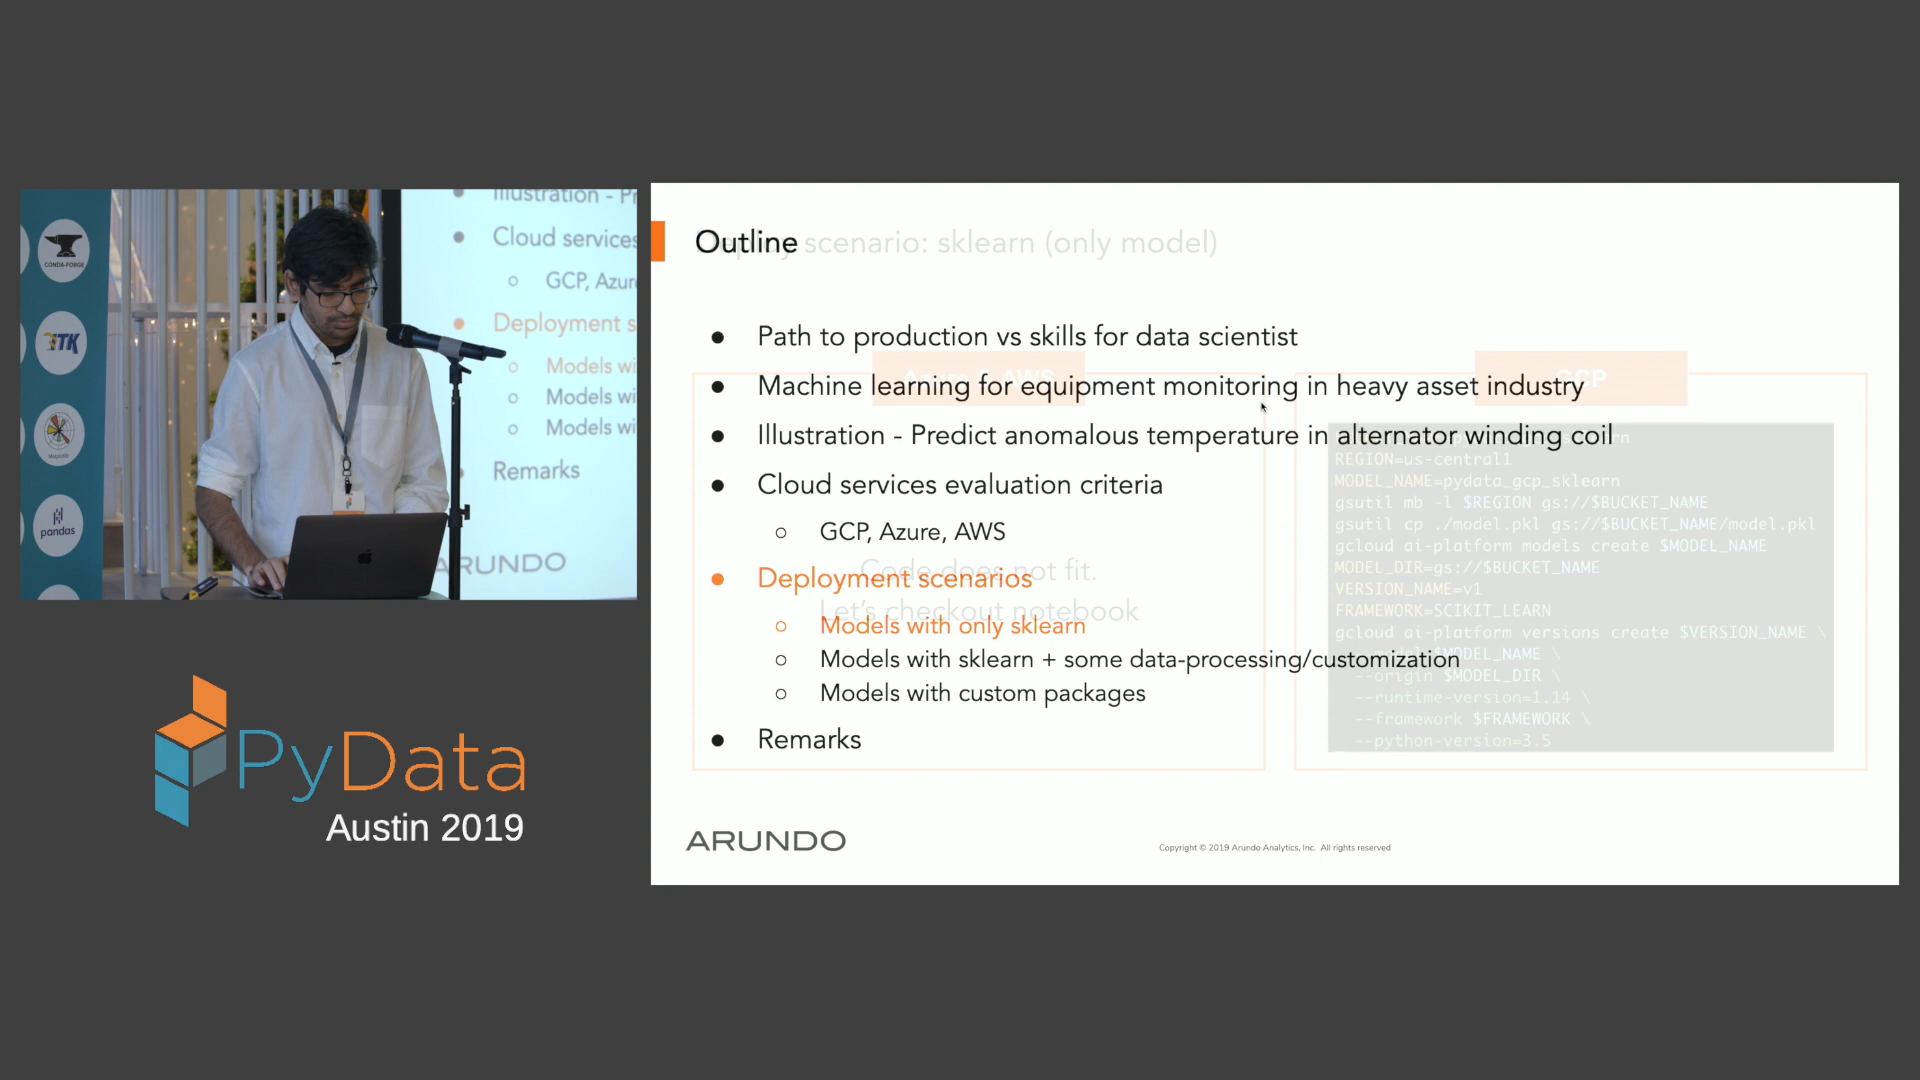 CONDA-FORGE
ITK
Matplotlib
pandas
Illustration - Pr
Cloud services
GCP, Azur
Deployment s
Models wi
Models wi
Models wi
Remarks
ARUNDO
PyData
Austin 2019
Outline
scenario: sklearn (only model)
Path to production vs skills for data scientist
Machine learning for equipment monitoring in heavy asset industry
Illustration - Predict anomalous temperature in alternator winding coil
Cloud services evaluation criteria
GCP, Azure, AWS
Deployment scenarios
Models with only sklearn
Models with sklearn + some data-processing/customization
Models with custom packages
Remarks
AWS
Code does not fit.
Let's checkout notebook
GCP
REGION=us-central1
MODEL_NAME=pydata_gcp_sklearn
gsutil mb -l $REGION gs://$BUCKET_NAME
gsutil cp ./model.pkl gs://$BUCKET_NAME/model.pkl
gcloud ai-platform models create $MODEL_NAME
MODEL_DIR=gs://$BUCKET_NAME
VERSION_NAME=v1
FRAMEWORK=SCIKIT_LEARN
gcloud ai-platform versions create $VERSION_NAME \
$MODEL_NAME \
--origin $MODEL_DIR \
--runtime-version=1.14 \
--framework $FRAMEWORK \
--python-version=3.5
ARUNDO
Copyright © 2019 Arundo Analytics, Inc. All rights reserved